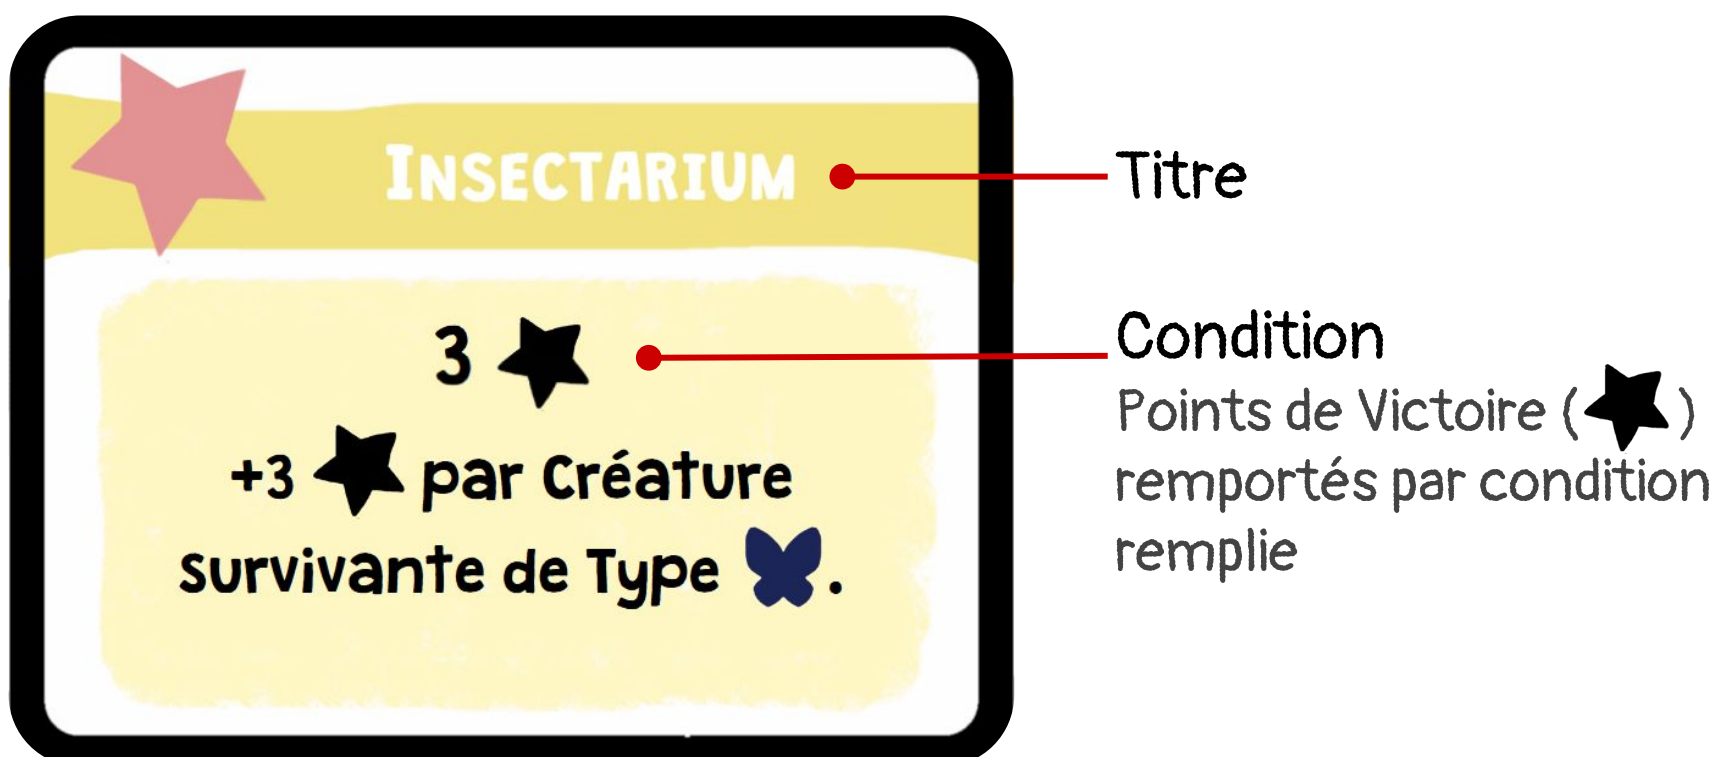 INSECTARIUM
3
+3 par Créature
survivante de Type .
Titre
Condition
Points de Victoire ( )
remportés par condition
remplie